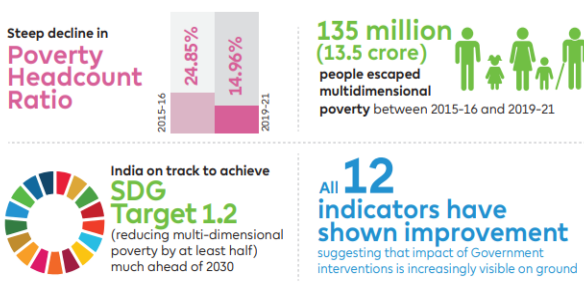 Steep decline in
Poverty
Headcount
Ratio
2015-16
24.85%
14.96%
2019-21
135 million
(13.5 crore)
people escaped
multidimensional
poverty between 2015-16 and 2019-21
India on track to achieve
SDG
Target 1.2
(reducing multi-dimensional
poverty by at least half)
much ahead of 2030
All 12
indicators have
shown improvement
suggesting that impact of Government
interventions is increasingly visible on ground